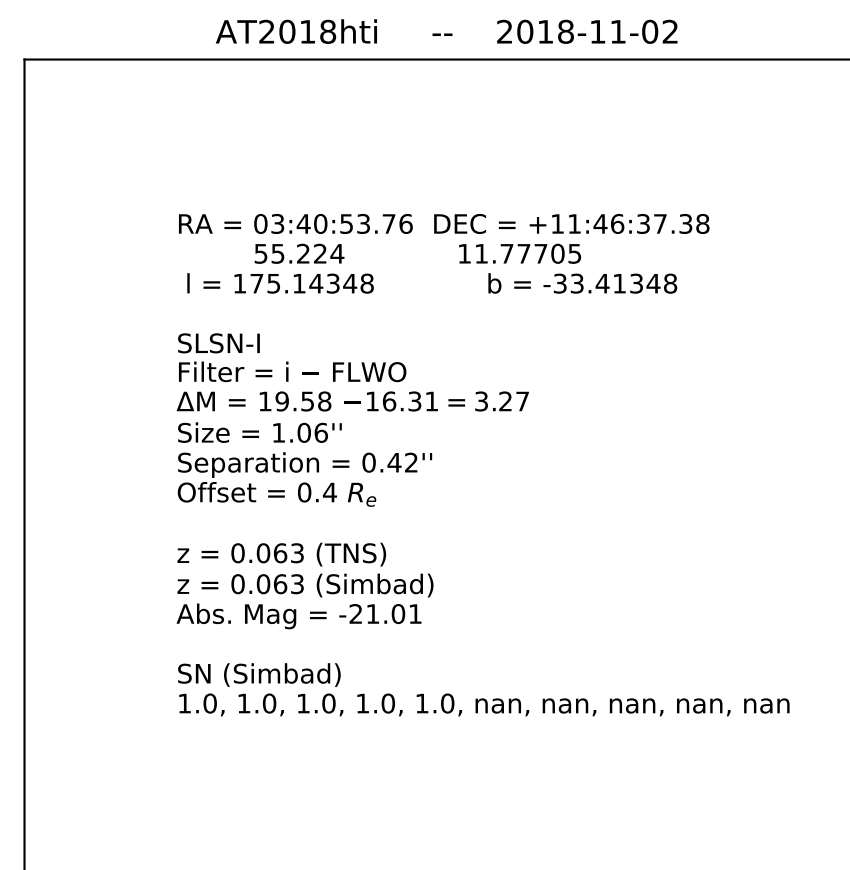 AT2018hti -- 2018-11-02
RA = 03:40:53.76 DEC = +11:46:37.38
55.224 11.77705
l = 175.14348 b = -33.41348
SLSN-I
Filter = i − FLWO
ΔM = 19.58 −16.31 = 3.27
Size = 1.06''
Separation = 0.42''
Offset = 0.4 Rₑ
z = 0.063 (TNS)
z = 0.063 (Simbad)
Abs. Mag = -21.01
SN (Simbad)
1.0, 1.0, 1.0, 1.0, 1.0, nan, nan, nan, nan, nan